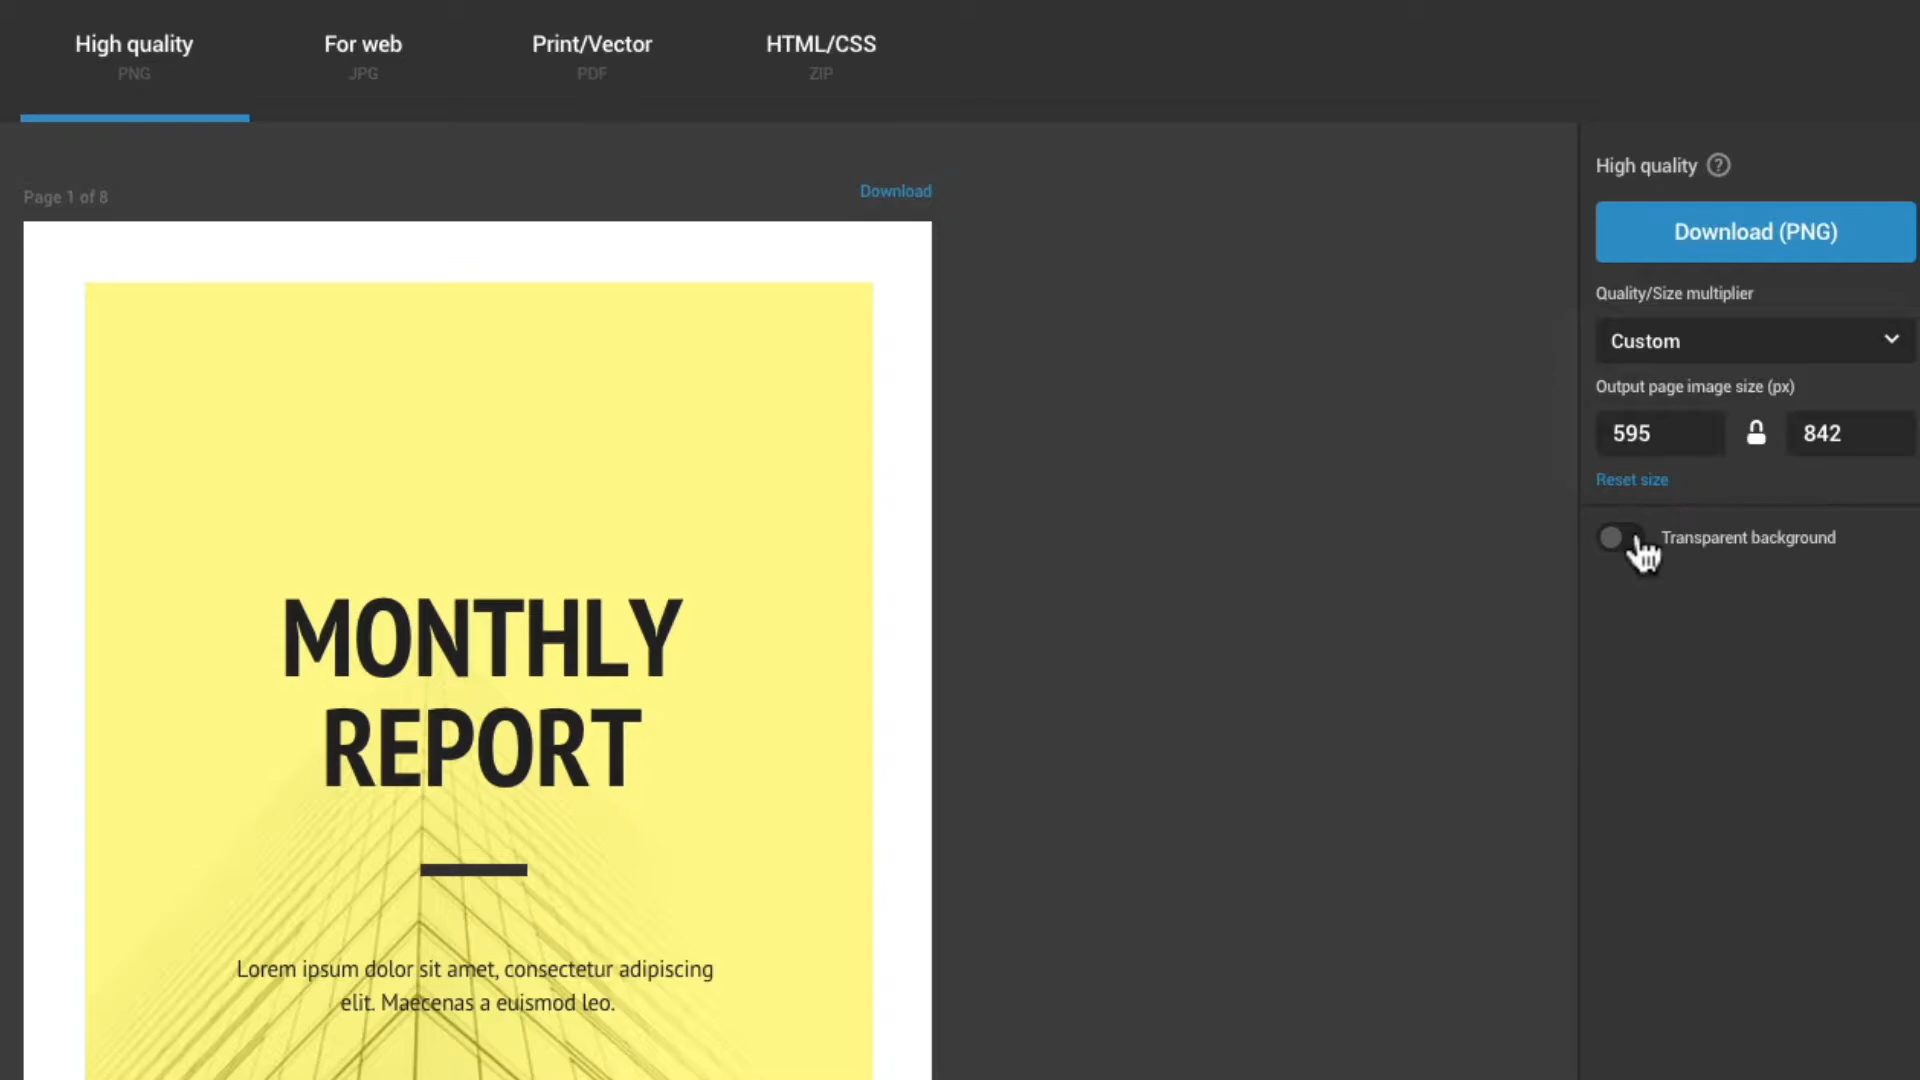 High quality
PNG
For web
JPG
Print/Vector
PDF
HTML/CSS
ZIP
Page 1 of 8
Download
MONTHLY
REPORT
Lorem ipsum dolor sit amet, consectetur adipiscing
elit. Maecenas a euismod leo.
High quality ?
Download (PNG)
Quality/Size multiplier
Custom
Output page image size (px)
595 842
Reset size
Transparent background